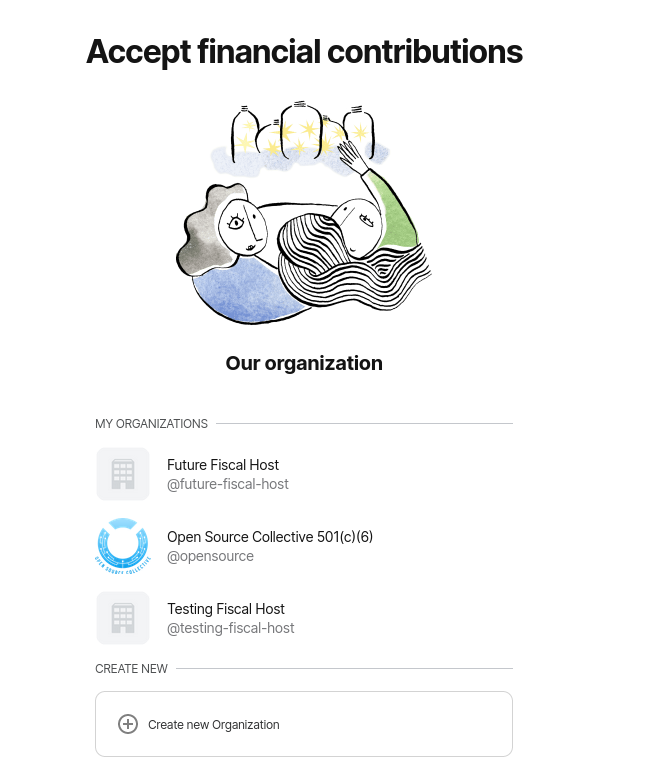 Accept financial contributions
Our organization
MY ORGANIZATIONS
Future Fiscal Host
@future-fiscal-host
OPEN SOURCE COLLECTIVE
Open Source Collective 501(c)(6)
@opensource
Testing Fiscal Host
@testing-fiscal-host
CREATE NEW
Create new Organization